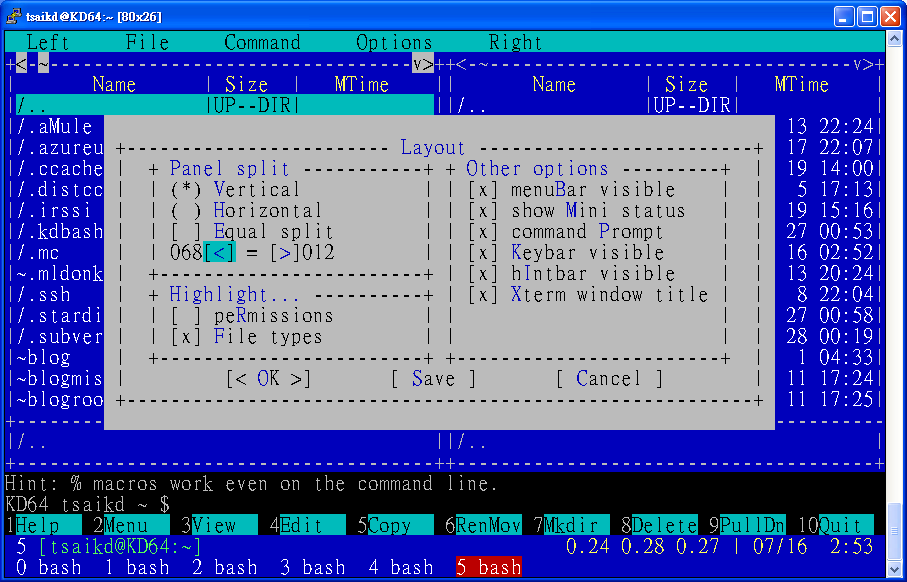 tsaikd@KD64:~ [80x26]
Left File Command Options Right
+<-~----------------------------------v>++<-~----------------------------------v>+
Name | Size | MTime || Name | Size | MTime
|/.. |UP--DIR| ||/.. |UP--DIR| |
|/.aMule 13 22:24|
|/.azureu 17 22:07|
|/.ccache 19 14:00|
|/.distcc 5 17:13|
|/.irssi 19 15:16|
|/.kdbash 27 00:53|
|/.mc 16 02:52|
|~.mldonk 13 20:24|
|/.ssh 8 22:04|
|/.stardi 27 00:58|
|/.subver 28 00:19|
|~blog 1 04:33|
|~blogmis 11 17:24|
|~blogroo 11 17:25|
Layout
Panel split
(*) Vertical
( ) Horizontal
[ ] Equal split
068[<] = [>]012
Highlight...
[ ] peRmissions
[x] File types
Other options
[x] menuBar visible
[x] show Mini status
[x] command Prompt
[x] Keybar visible
[x] hIntbar visible
[x] Xterm window title
[< OK >] [ Save ] [ Cancel ]
|/.. ||/.. |
Hint: % macros work even on the command line.
KD64 tsaikd ~ $
1Help 2Menu 3View 4Edit 5Copy 6RenMov 7Mkdir 8Delete 9PullDn 10Quit
5 [tsaikd@KD64:~] 0.24 0.28 0.27 | 07/16 2:53
0 bash 1 bash 2 bash 3 bash 4 bash 5 bash